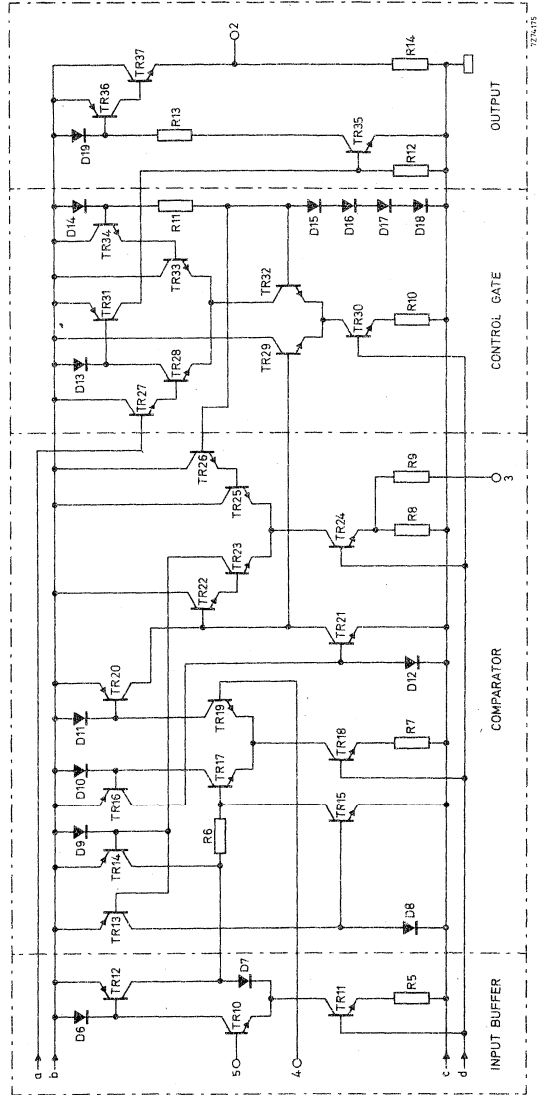 a
b
5
4
c
d
D6
TR12
TR10
D7
TR11
R5
INPUT BUFFER
TR13
TR14
D9
TR16
D10
D11
TR20
R6
TR17
TR19
D8
TR15
TR18
R7
D12
TR21
TR22
TR23
TR25
TR26
TR24
R8
R9
3
COMPARATOR
TR27
D13
TR28
TR31
TR33
TR34
D14
R11
TR29
TR32
TR30
R10
D15
D16
D17
D18
CONTROL GATE
D19
TR36
TR37
R13
TR35
R12
2
R14
OUTPUT
7Z74175